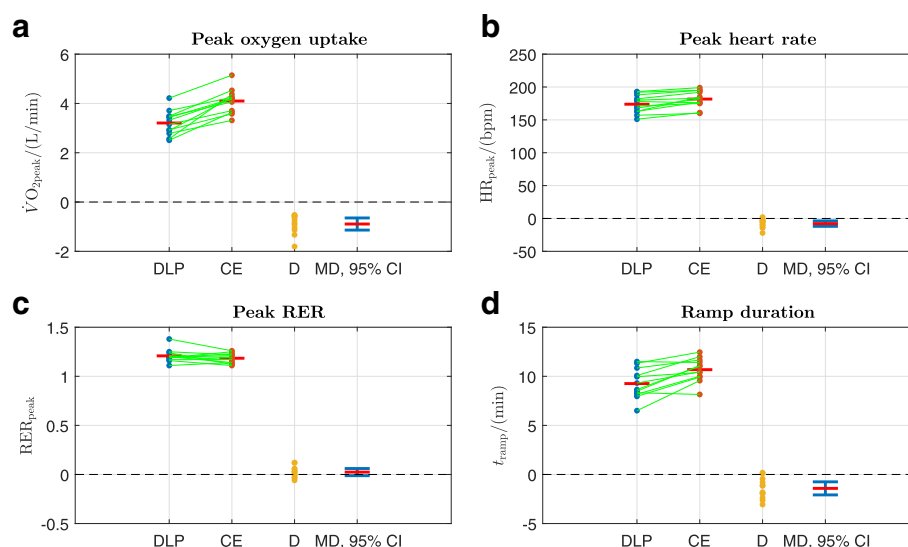 a
Peak oxygen uptake
6
4
2
0
-2
V̇O2peak/(L/min)
DLP CE D MD, 95% CI
b
Peak heart rate
250
200
150
100
50
0
-50
HRpeak/(bpm)
DLP CE D MD, 95% CI
c
Peak RER
1.5
1
0.5
0
-0.5
RERpeak
DLP CE D MD, 95% CI
d
Ramp duration
15
10
5
0
-5
tramp/(min)
DLP CE D MD, 95% CI